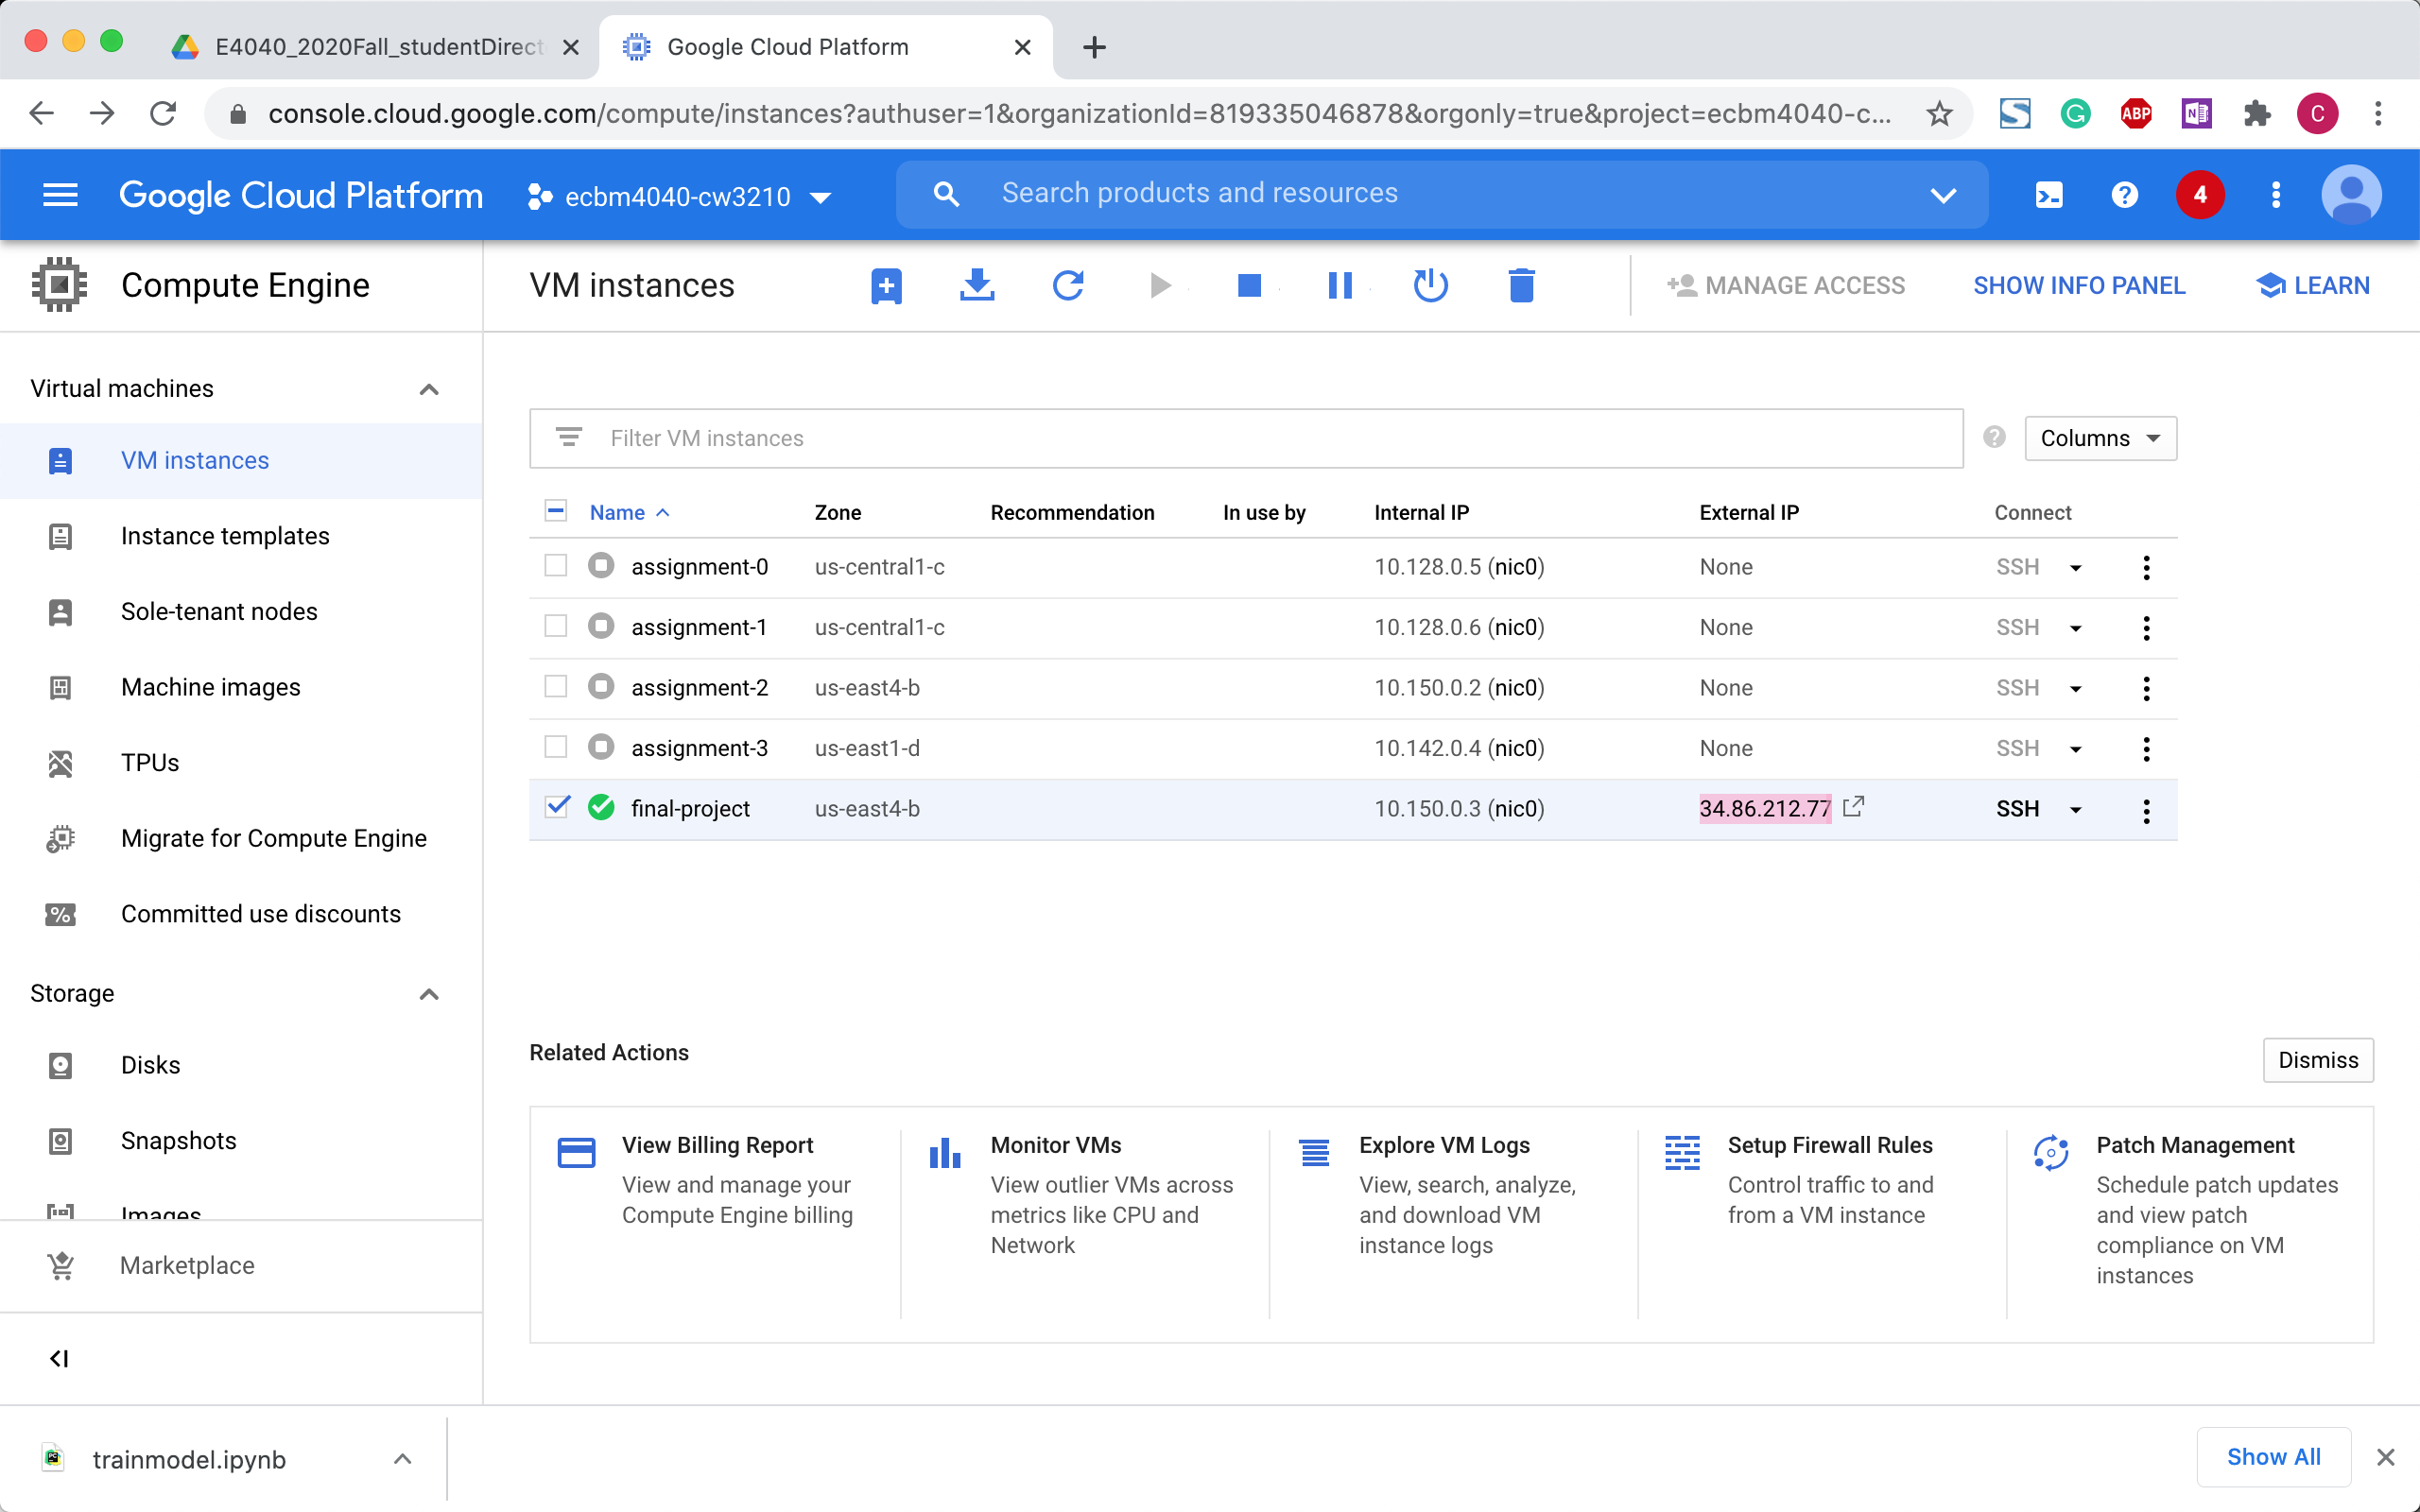 E4040_2020Fall_studentDirect
Google Cloud Platform
console.cloud.google.com/compute/instances?authuser=1&organizationId=819335046878&orgonly=true&project=ecbm4040-c...
ABP
N
C
Google Cloud Platform
ecbm4040-cw3210
Search products and resources
4
Compute Engine
VM instances
MANAGE ACCESS
SHOW INFO PANEL
LEARN
Virtual machines
VM instances
Instance templates
Sole-tenant nodes
Machine images
TPUs
Migrate for Compute Engine
Committed use discounts
Storage
Disks
Snapshots
Images
Marketplace
Filter VM instances
Columns
Name Zone Recommendation In use by Internal IP External IP Connect
assignment-0 us-central1-c 10.128.0.5 (nic0) None SSH
assignment-1 us-central1-c 10.128.0.6 (nic0) None SSH
assignment-2 us-east4-b 10.150.0.2 (nic0) None SSH
assignment-3 us-east1-d 10.142.0.4 (nic0) None SSH
final-project us-east4-b 10.150.0.3 (nic0) 34.86.212.77 SSH
Related Actions
Dismiss
View Billing Report
View and manage your
Compute Engine billing
Monitor VMs
View outlier VMs across
metrics like CPU and
Network
Explore VM Logs
View, search, analyze,
and download VM
instance logs
Setup Firewall Rules
Control traffic to and
from a VM instance
Patch Management
Schedule patch updates
and view patch
compliance on VM
instances
trainmodel.ipynb
Show All